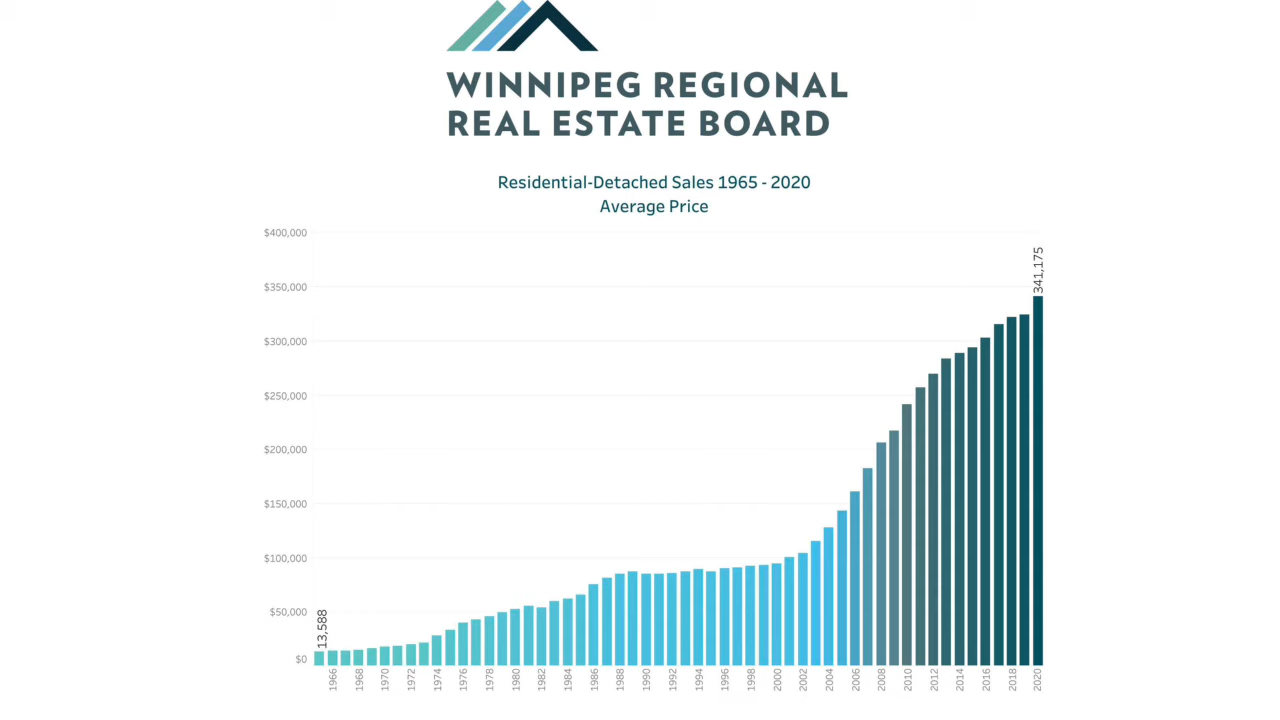 WINNIPEG REGIONAL
REAL ESTATE BOARD
Residential-Detached Sales 1965 - 2020
Average Price
$400,000
$350,000
$300,000
$250,000
$200,000
$150,000
$100,000
$50,000
$0
13,588
341,175
1966 1968 1970 1972 1974 1976 1978 1980 1982 1984 1986 1988 1990 1992 1994 1996 1998 2000 2002 2004 2006 2008 2010 2012 2014 2016 2018 2020